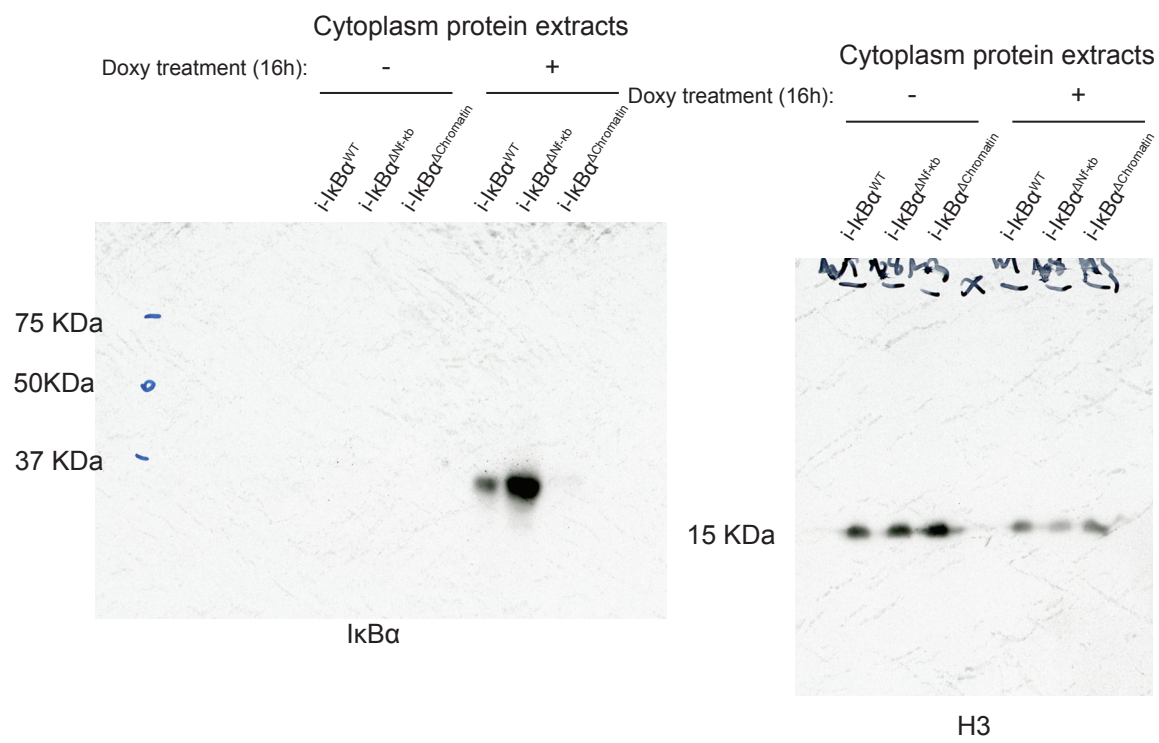 Cytoplasm protein extracts
Doxy treatment (16h): - +
i-IκBα^WT i-IκBα^ΔNf-κb i-IκBα^ΔChromatin i-IκBα^WT i-IκBα^ΔNf-κb i-IκBα^ΔChromatin
75 KDa
50KDa
37 KDa
IκBα
Cytoplasm protein extracts
Doxy treatment (16h): - +
i-IκBα^WT i-IκBα^ΔNf-κb i-IκBα^ΔChromatin i-IκBα^WT i-IκBα^ΔNf-κb i-IκBα^ΔChromatin
15 KDa
H3